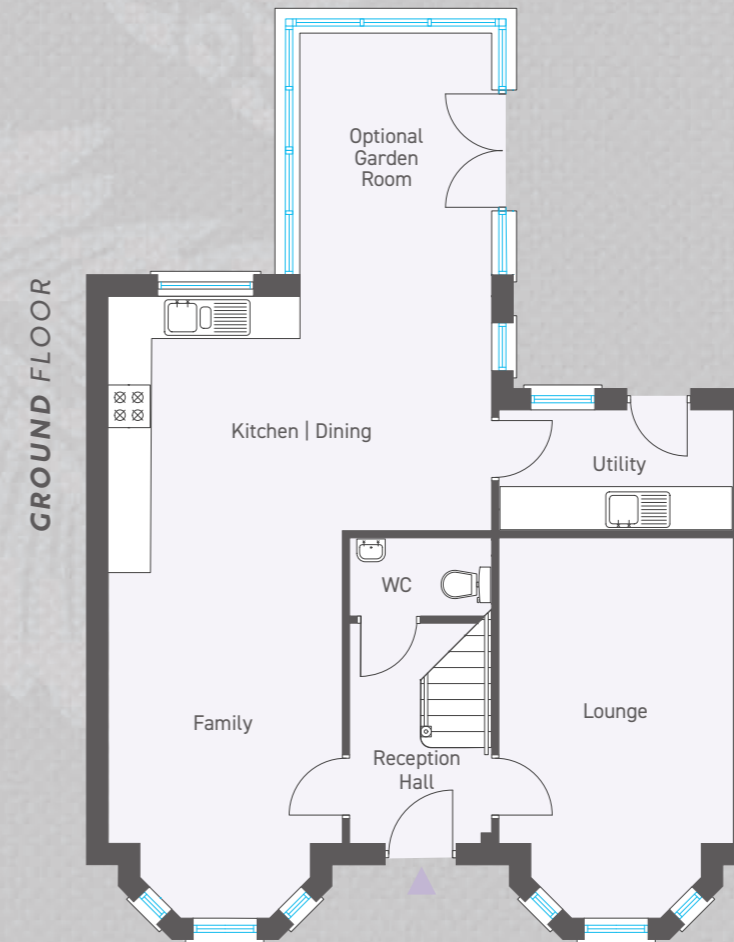 GROUND FLOOR
Optional
Garden
Room
Kitchen | Dining
Utility
WC
Family
Lounge
Reception
Hall